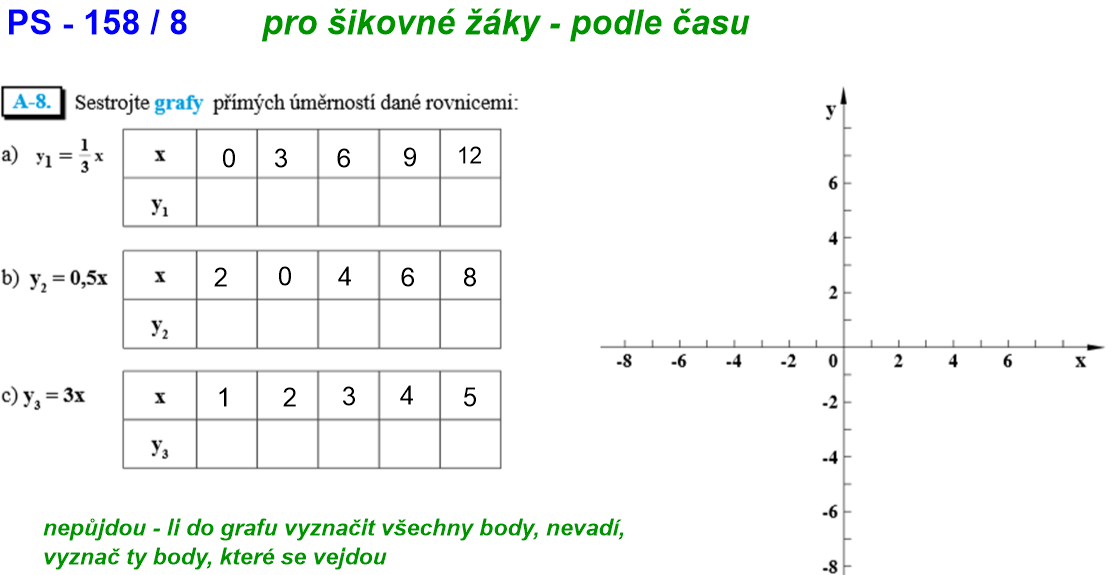 PS - 158 / 8 pro šikovné žáky - podle času
A-8. Sestrojte grafy přímých úměrností dané rovnicemi:
a) y₁ = 1/3 x
x 0 3 6 9 12
y₁
b) y₂ = 0,5x
x 2 0 4 6 8
y₂
c) y₃ = 3x
x 1 2 3 4 5
y₃
nepůjdou - li do grafu vyznačit všechny body, nevadí,
vyznač ty body, které se vejdou
y
6
4
2
-8 -6 -4 -2 0 2 4 6 x
-2
-4
-6
-8